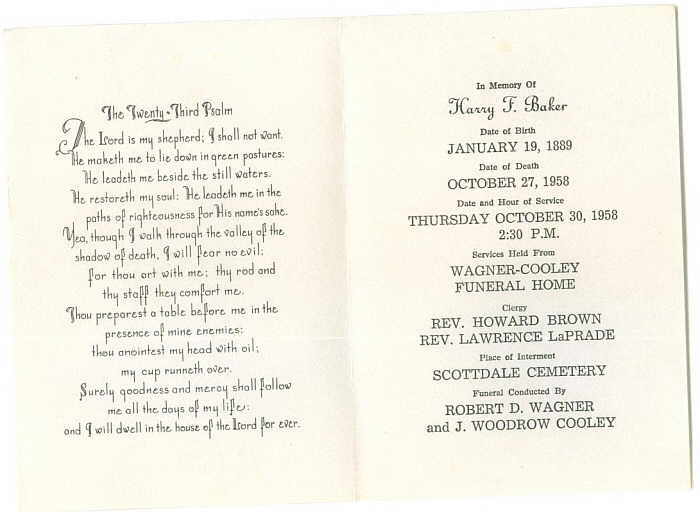 The Twenty-Third Psalm
The Lord is my shepherd; I shall not want.
He maketh me to lie down in green pastures:
He leadeth me beside the still waters.
He restoreth my soul: He leadeth me in the
paths of righteousness for His name's sake.
Yea, though I walk through the valley of the
shadow of death, I will fear no evil:
for thou art with me; thy rod and
thy staff they comfort me.
Thou preparest a table before me in the
presence of mine enemies:
thou anointest my head with oil;
my cup runneth over.
Surely goodness and mercy shall follow
me all the days of my life:
and I will dwell in the house of the Lord for ever.
In Memory Of
Harry F. Baker
Date of Birth
JANUARY 19, 1889
Date of Death
OCTOBER 27, 1958
Date and Hour of Service
THURSDAY OCTOBER 30, 1958
2:30 P.M.
Services Held From
WAGNER-COOLEY
FUNERAL HOME
Clergy
REV. HOWARD BROWN
REV. LAWRENCE LaPRADE
Place of Interment
SCOTTDALE CEMETERY
Funeral Conducted By
ROBERT D. WAGNER
and J. WOODROW COOLEY